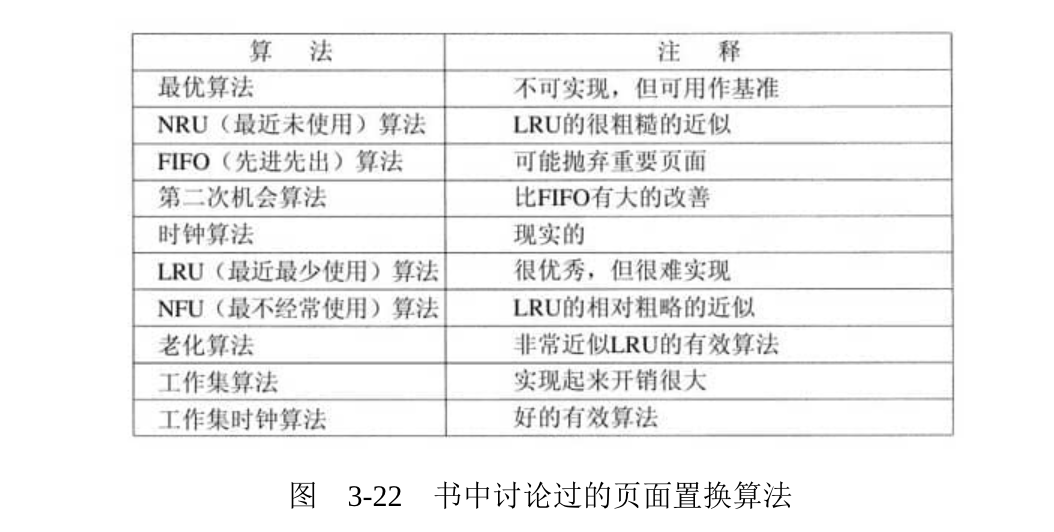 算 法 注 释
最优算法 不可实现，但可用作基准
NRU（最近未使用）算法 LRU的很粗糙的近似
FIFO（先进先出）算法 可能抛弃重要页面
第二次机会算法 比FIFO有大的改善
时钟算法 现实的
LRU（最近最少使用）算法 很优秀，但很难实现
NFU（最不经常使用）算法 LRU的相对粗略的近似
老化算法 非常近似LRU的有效算法
工作集算法 实现起来开销很大
工作集时钟算法 好的有效算法
图 3-22 书中讨论过的页面置换算法